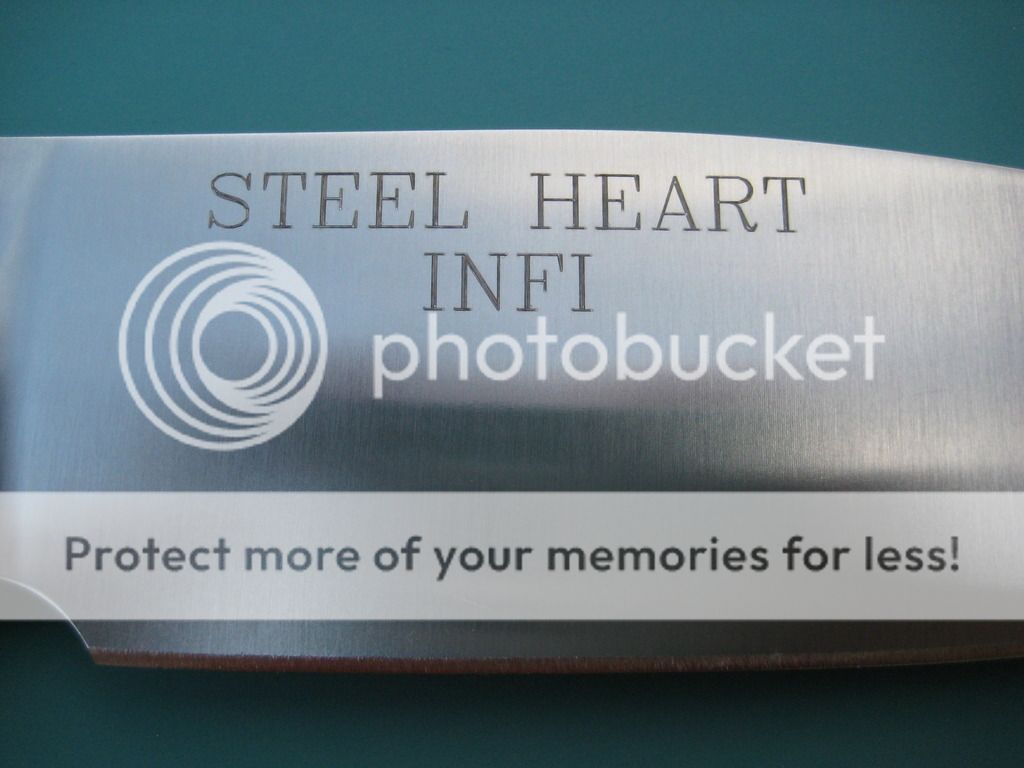 STEEL HEART
INFI
photobucket
Protect more of your memories for less!